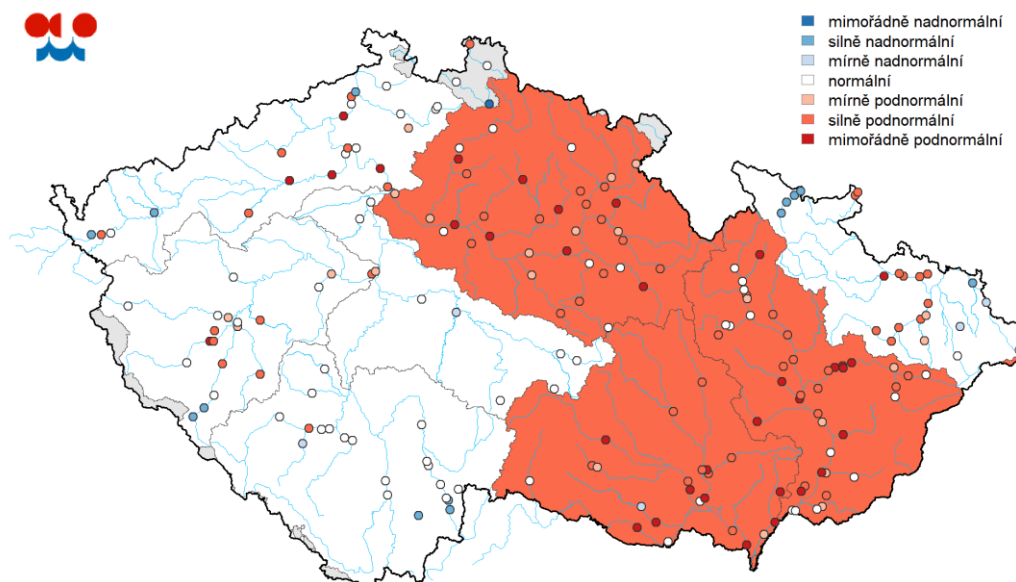 mimořádně nadnormální
silně nadnormální
mírně nadnormální
normální
mírně podnormální
silně podnormální
mimořádně podnormální